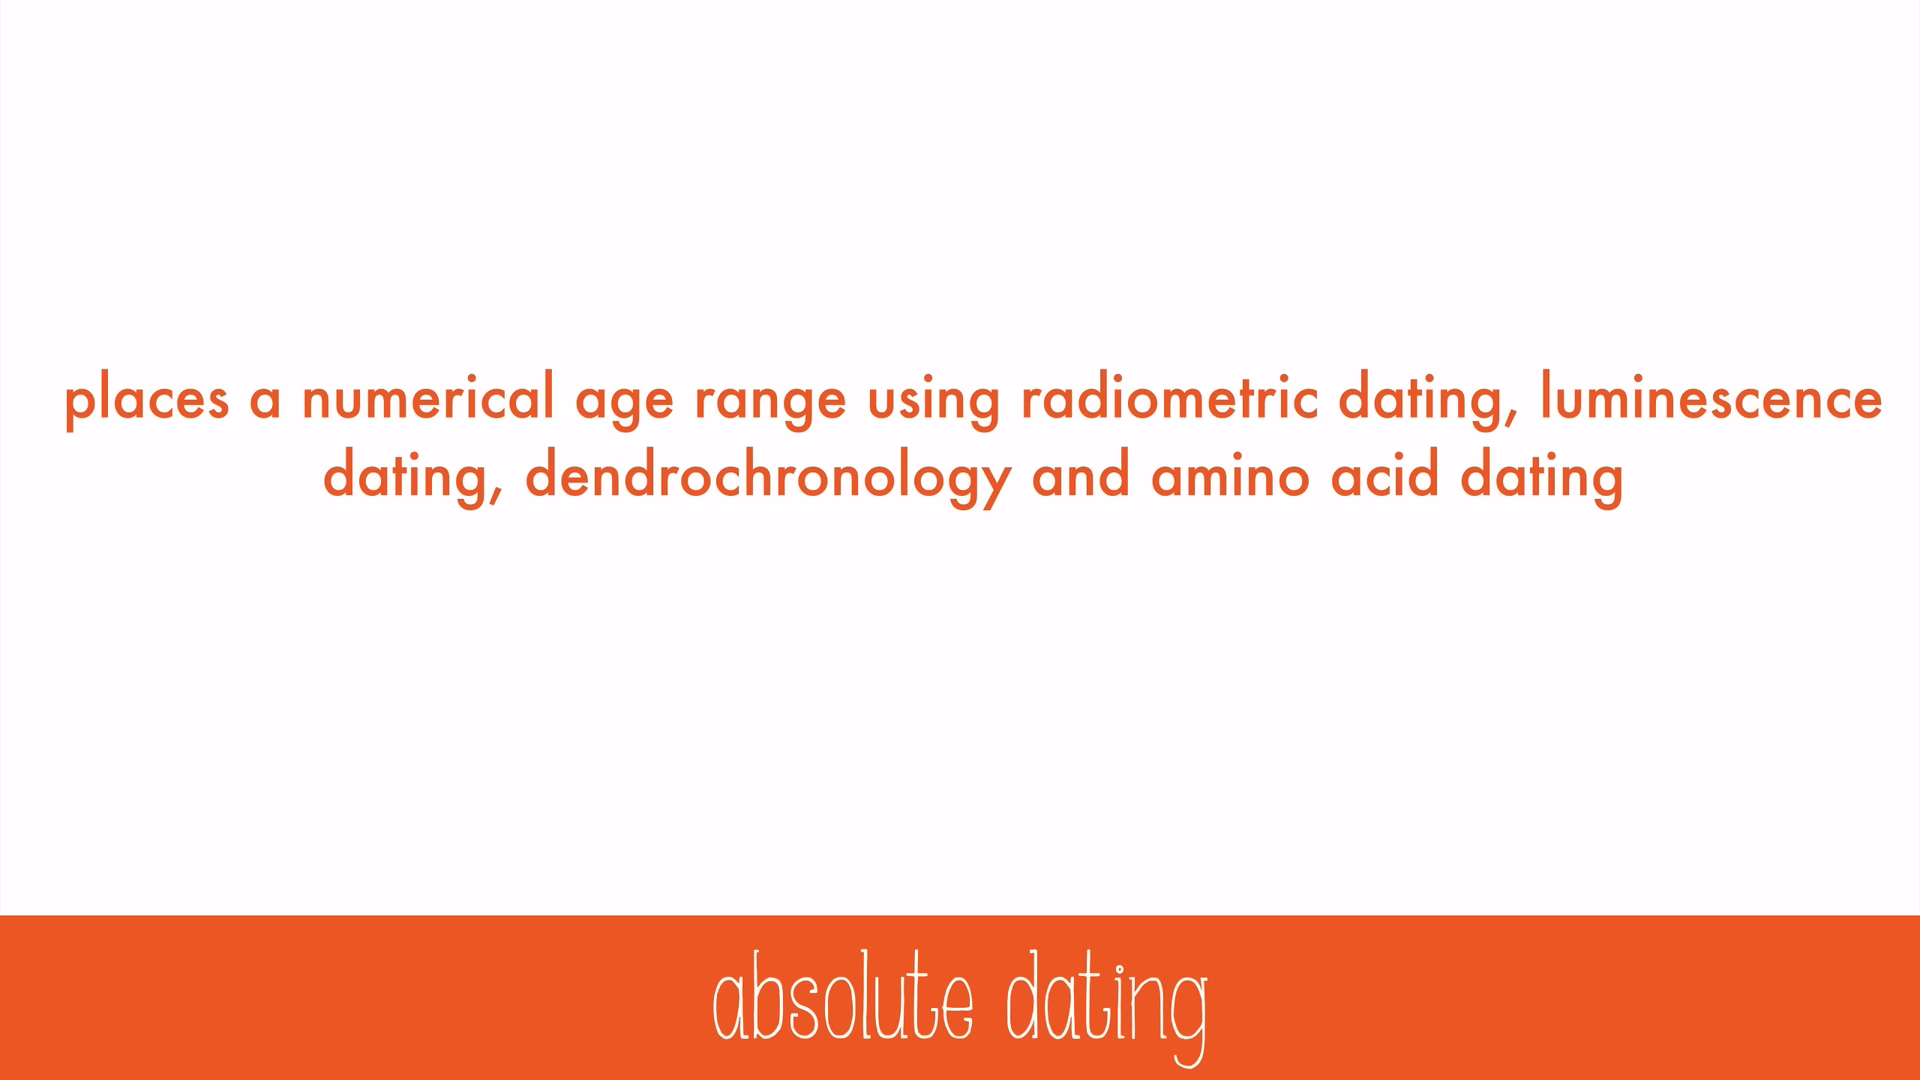 places a numerical age range using radiometric dating, luminescence
dating, dendrochronology and amino acid dating
absolute dating